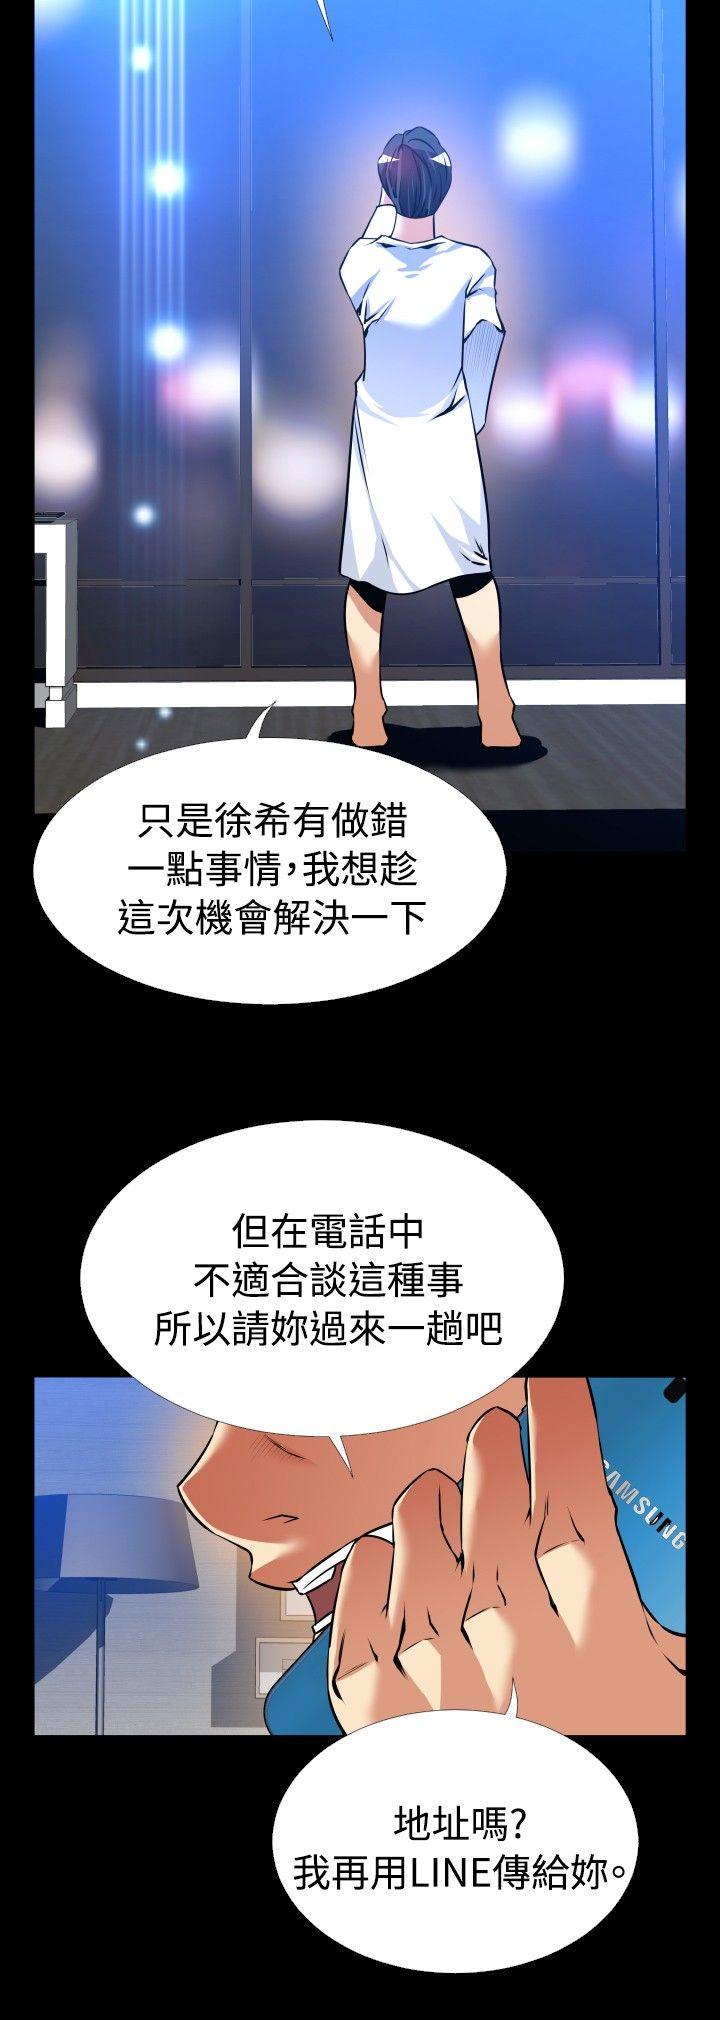 只是徐希有做錯
一點事情，我想趁
這次機會解決一下
但在電話中
不適合談這種事
所以請妳過來一趟吧
SAMSUNG
地址嗎?
我再用LINE傳給妳。